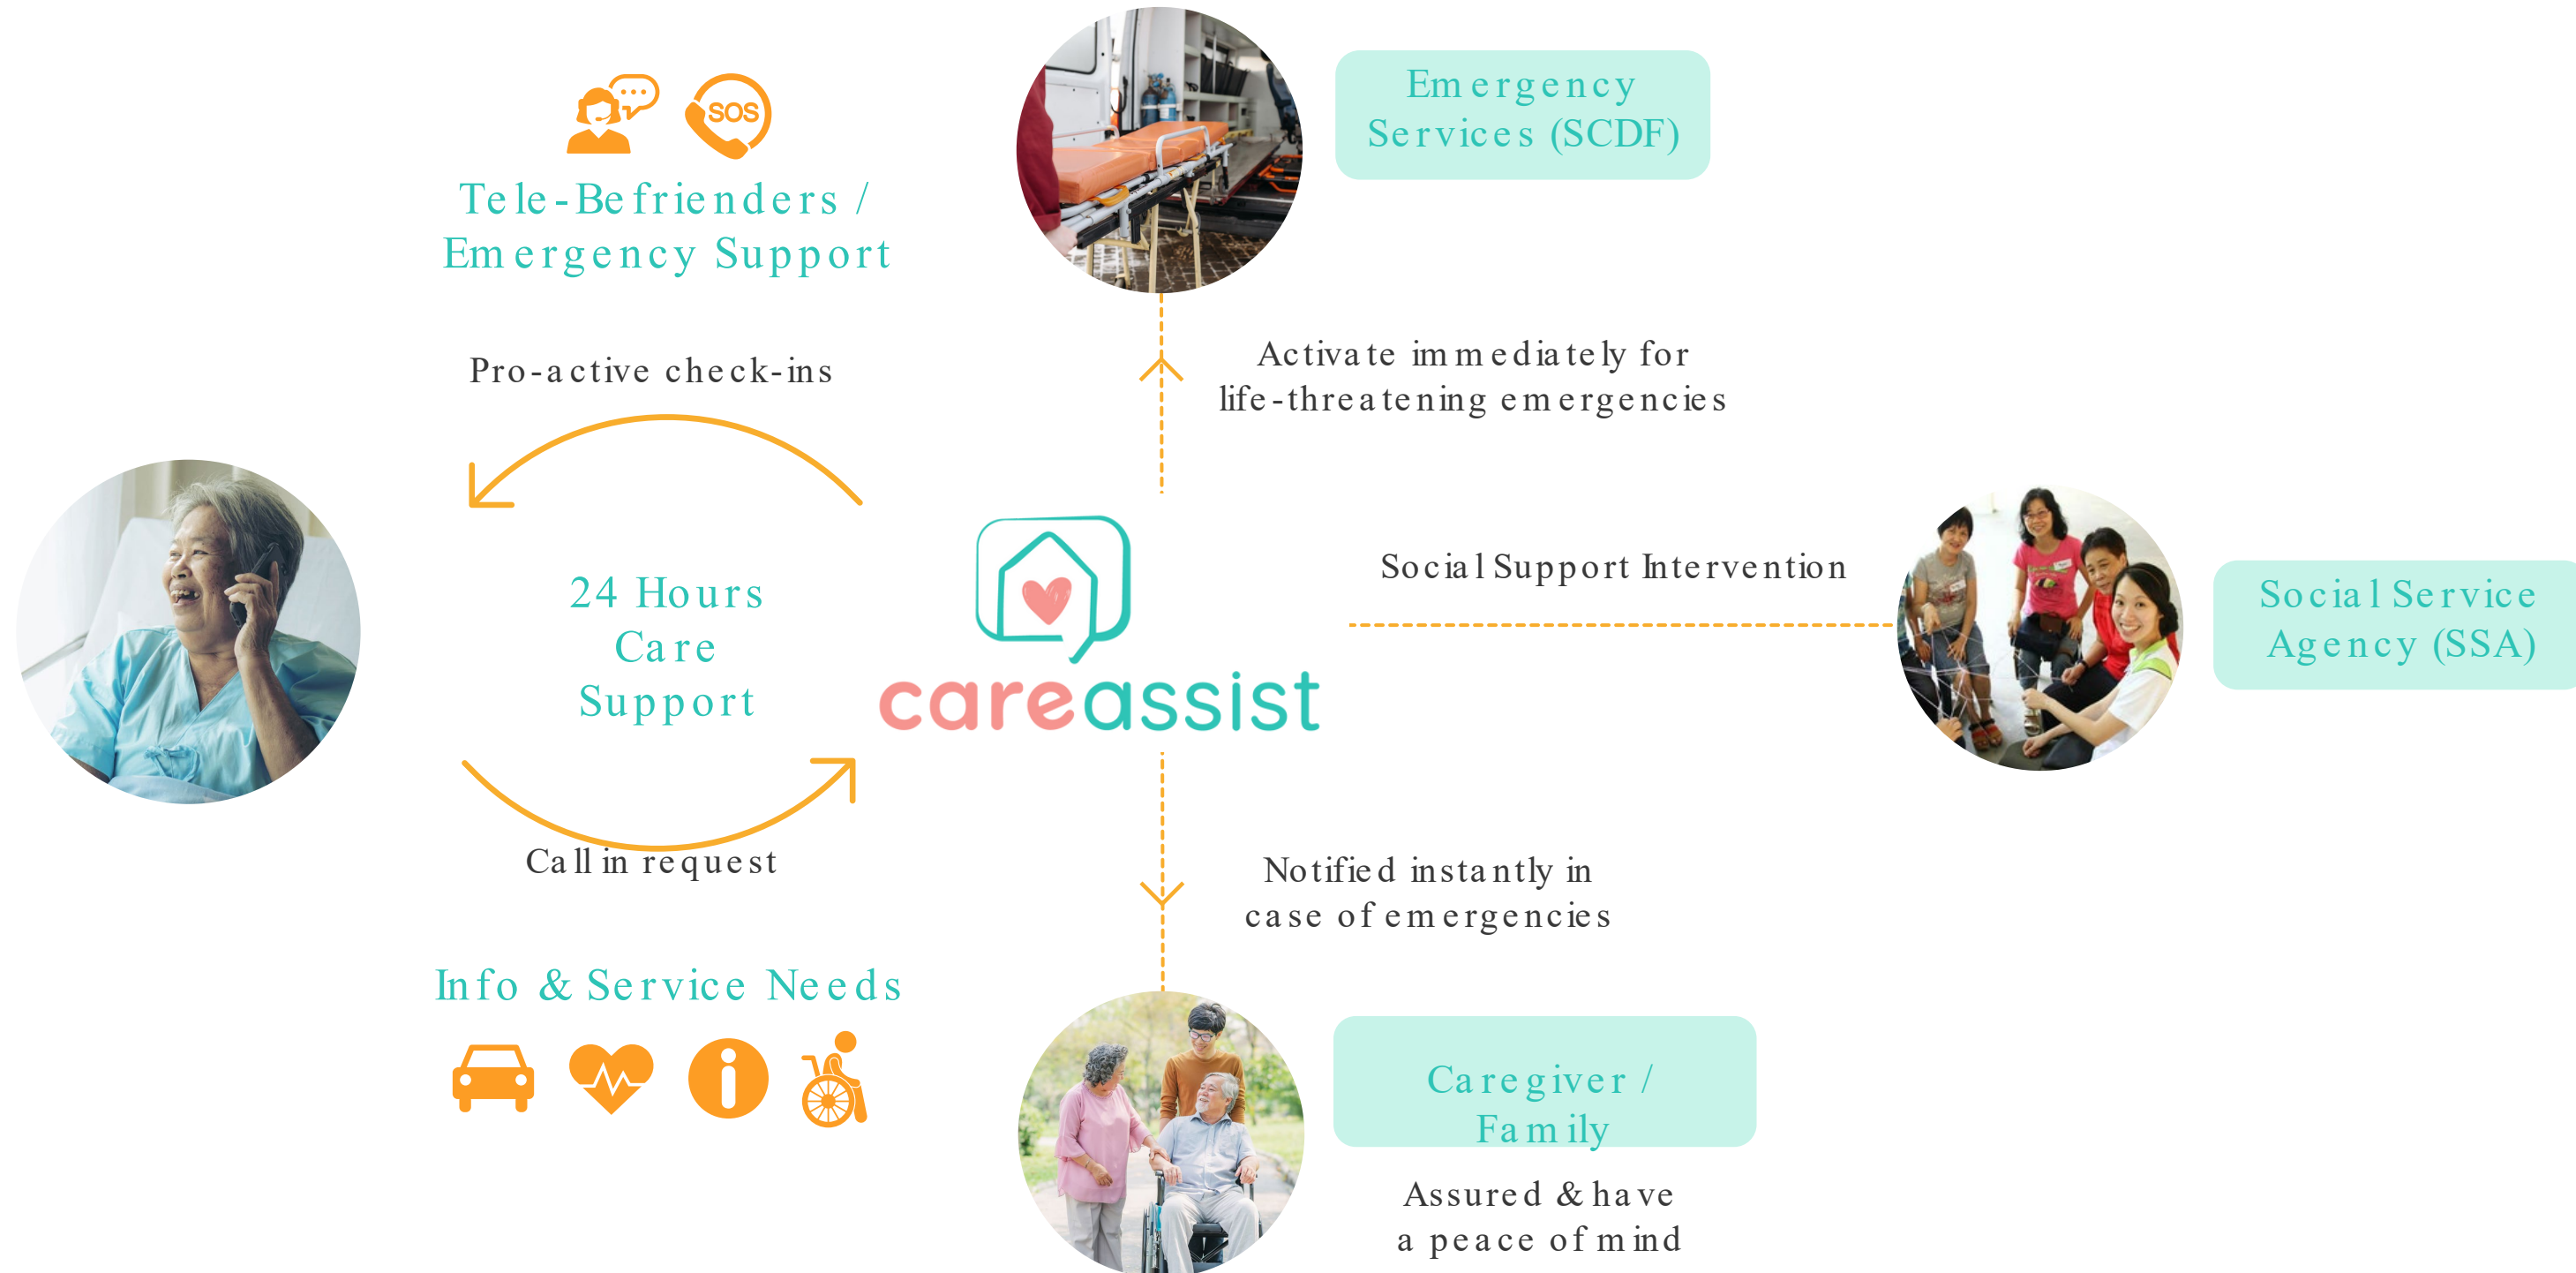 SOS
Tele-Befrienders /
Emergency Support
Pro-active check-ins
24 Hours
Care
Support
Call in request
Info & Service Needs
careassist
Emergency
Services (SCDF)
Activate immediately for
life-threatening emergencies
Social Support Intervention
Social Service
Agency (SSA)
Notified instantly in
case of emergencies
Caregiver /
Family
Assured & have
a peace of mind